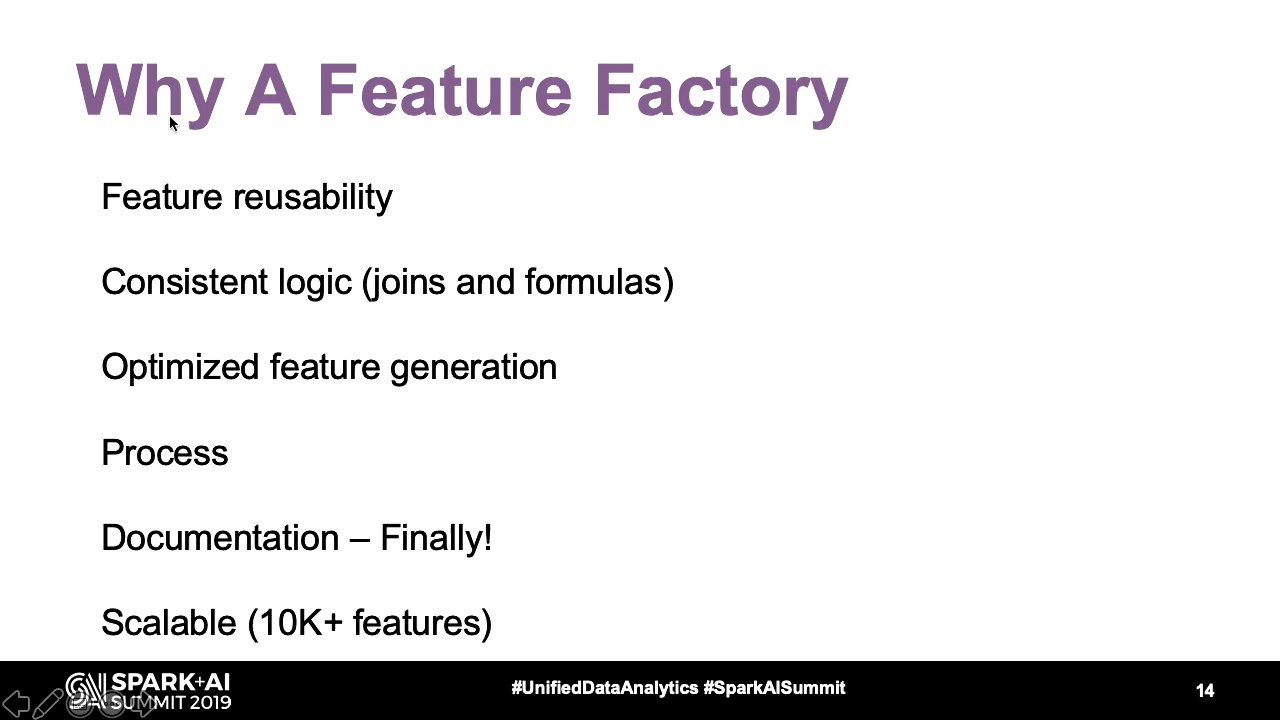 Why A Feature Factory
Feature reusability
Consistent logic (joins and formulas)
Optimized feature generation
Process
Documentation – Finally!
Scalable (10K+ features)
SPARK+AI
SUMMIT 2019
#UnifiedDataAnalytics #SparkAISummit
14